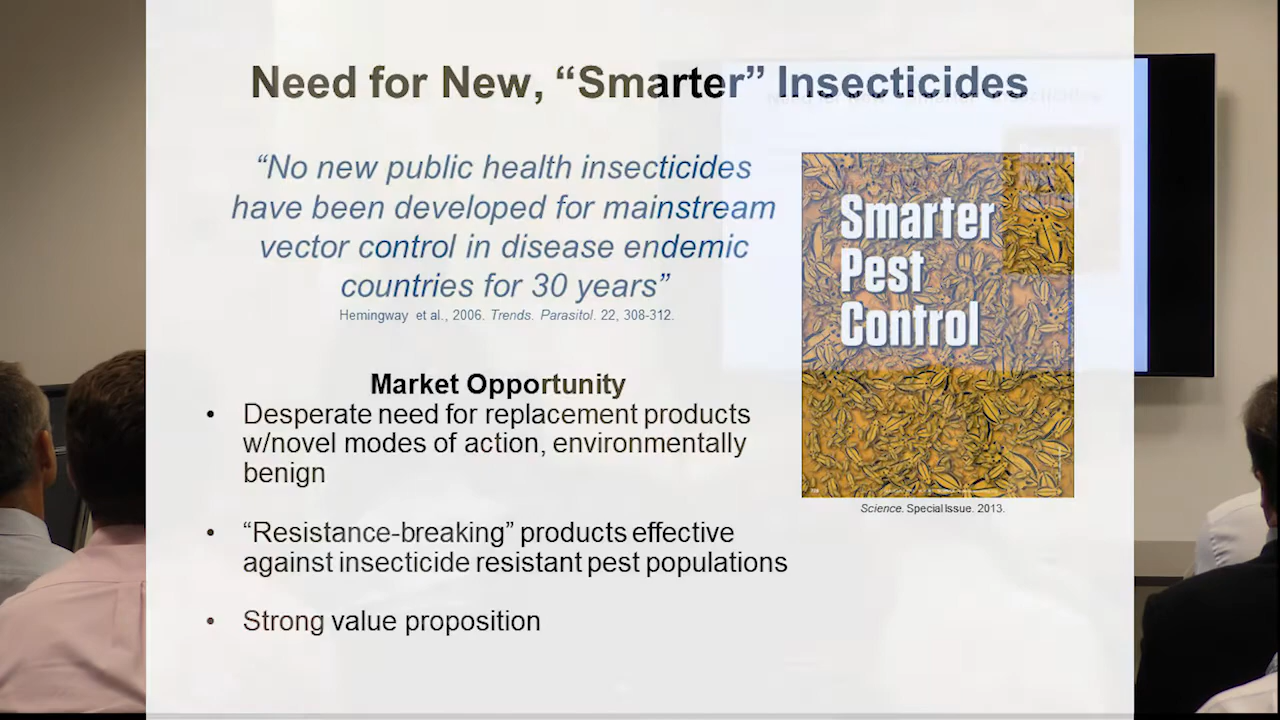 Need for New, “Smarter” Insecticides
“No new public health insecticides
have been developed for mainstream
vector control in disease endemic
countries for 30 years”
Hemingway et al., 2006. Trends. Parasitol. 22, 308-312.
Market Opportunity
• Desperate need for replacement products
w/novel modes of action, environmentally
benign
• “Resistance-breaking” products effective
against insecticide resistant pest populations
• Strong value proposition
Smarter
Pest
Control
Science. Special Issue. 2013.